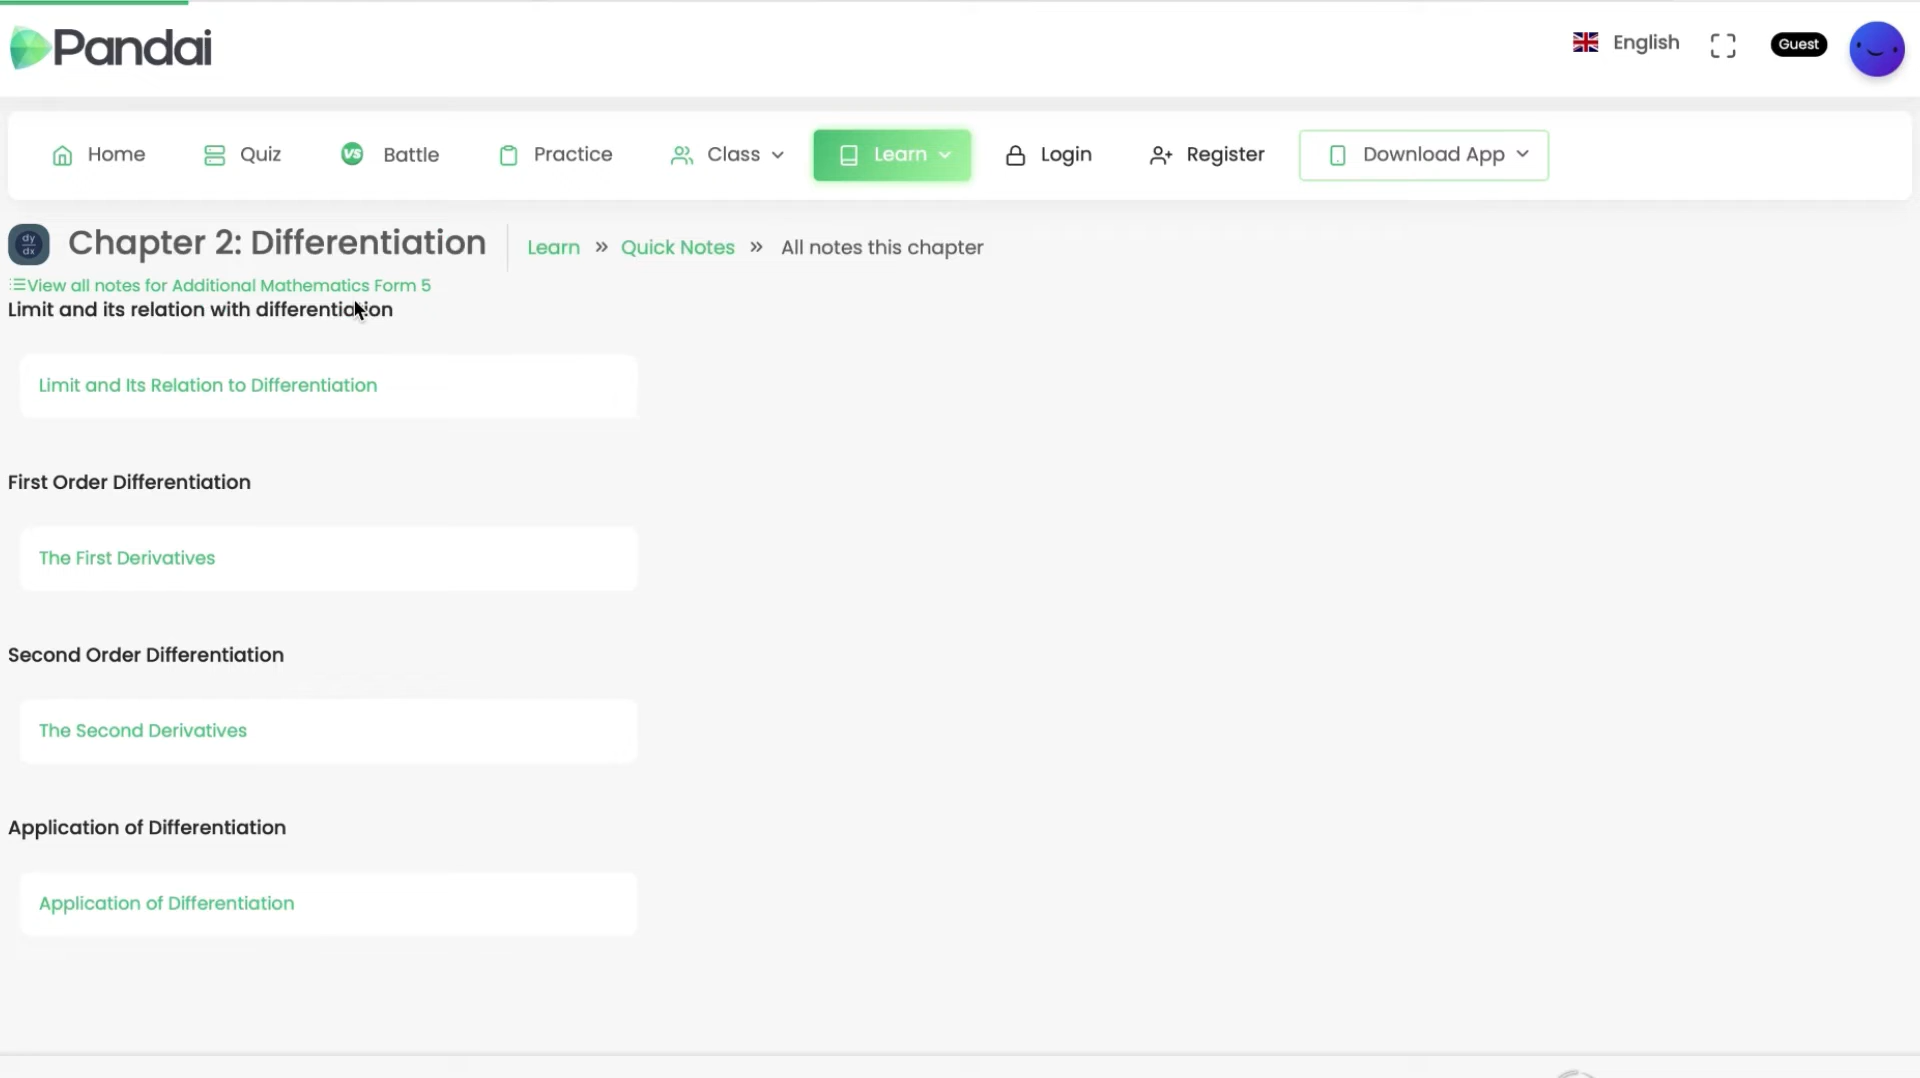 Pandai
English
Guest
Home
Quiz
VS
Battle
Practice
Class
Learn
Login
Register
Download App
dy
dx
Chapter 2: Differentiation
Learn » Quick Notes » All notes this chapter
View all notes for Additional Mathematics Form 5
Limit and its relation with differentiation
Limit and Its Relation to Differentiation
First Order Differentiation
The First Derivatives
Second Order Differentiation
The Second Derivatives
Application of Differentiation
Application of Differentiation